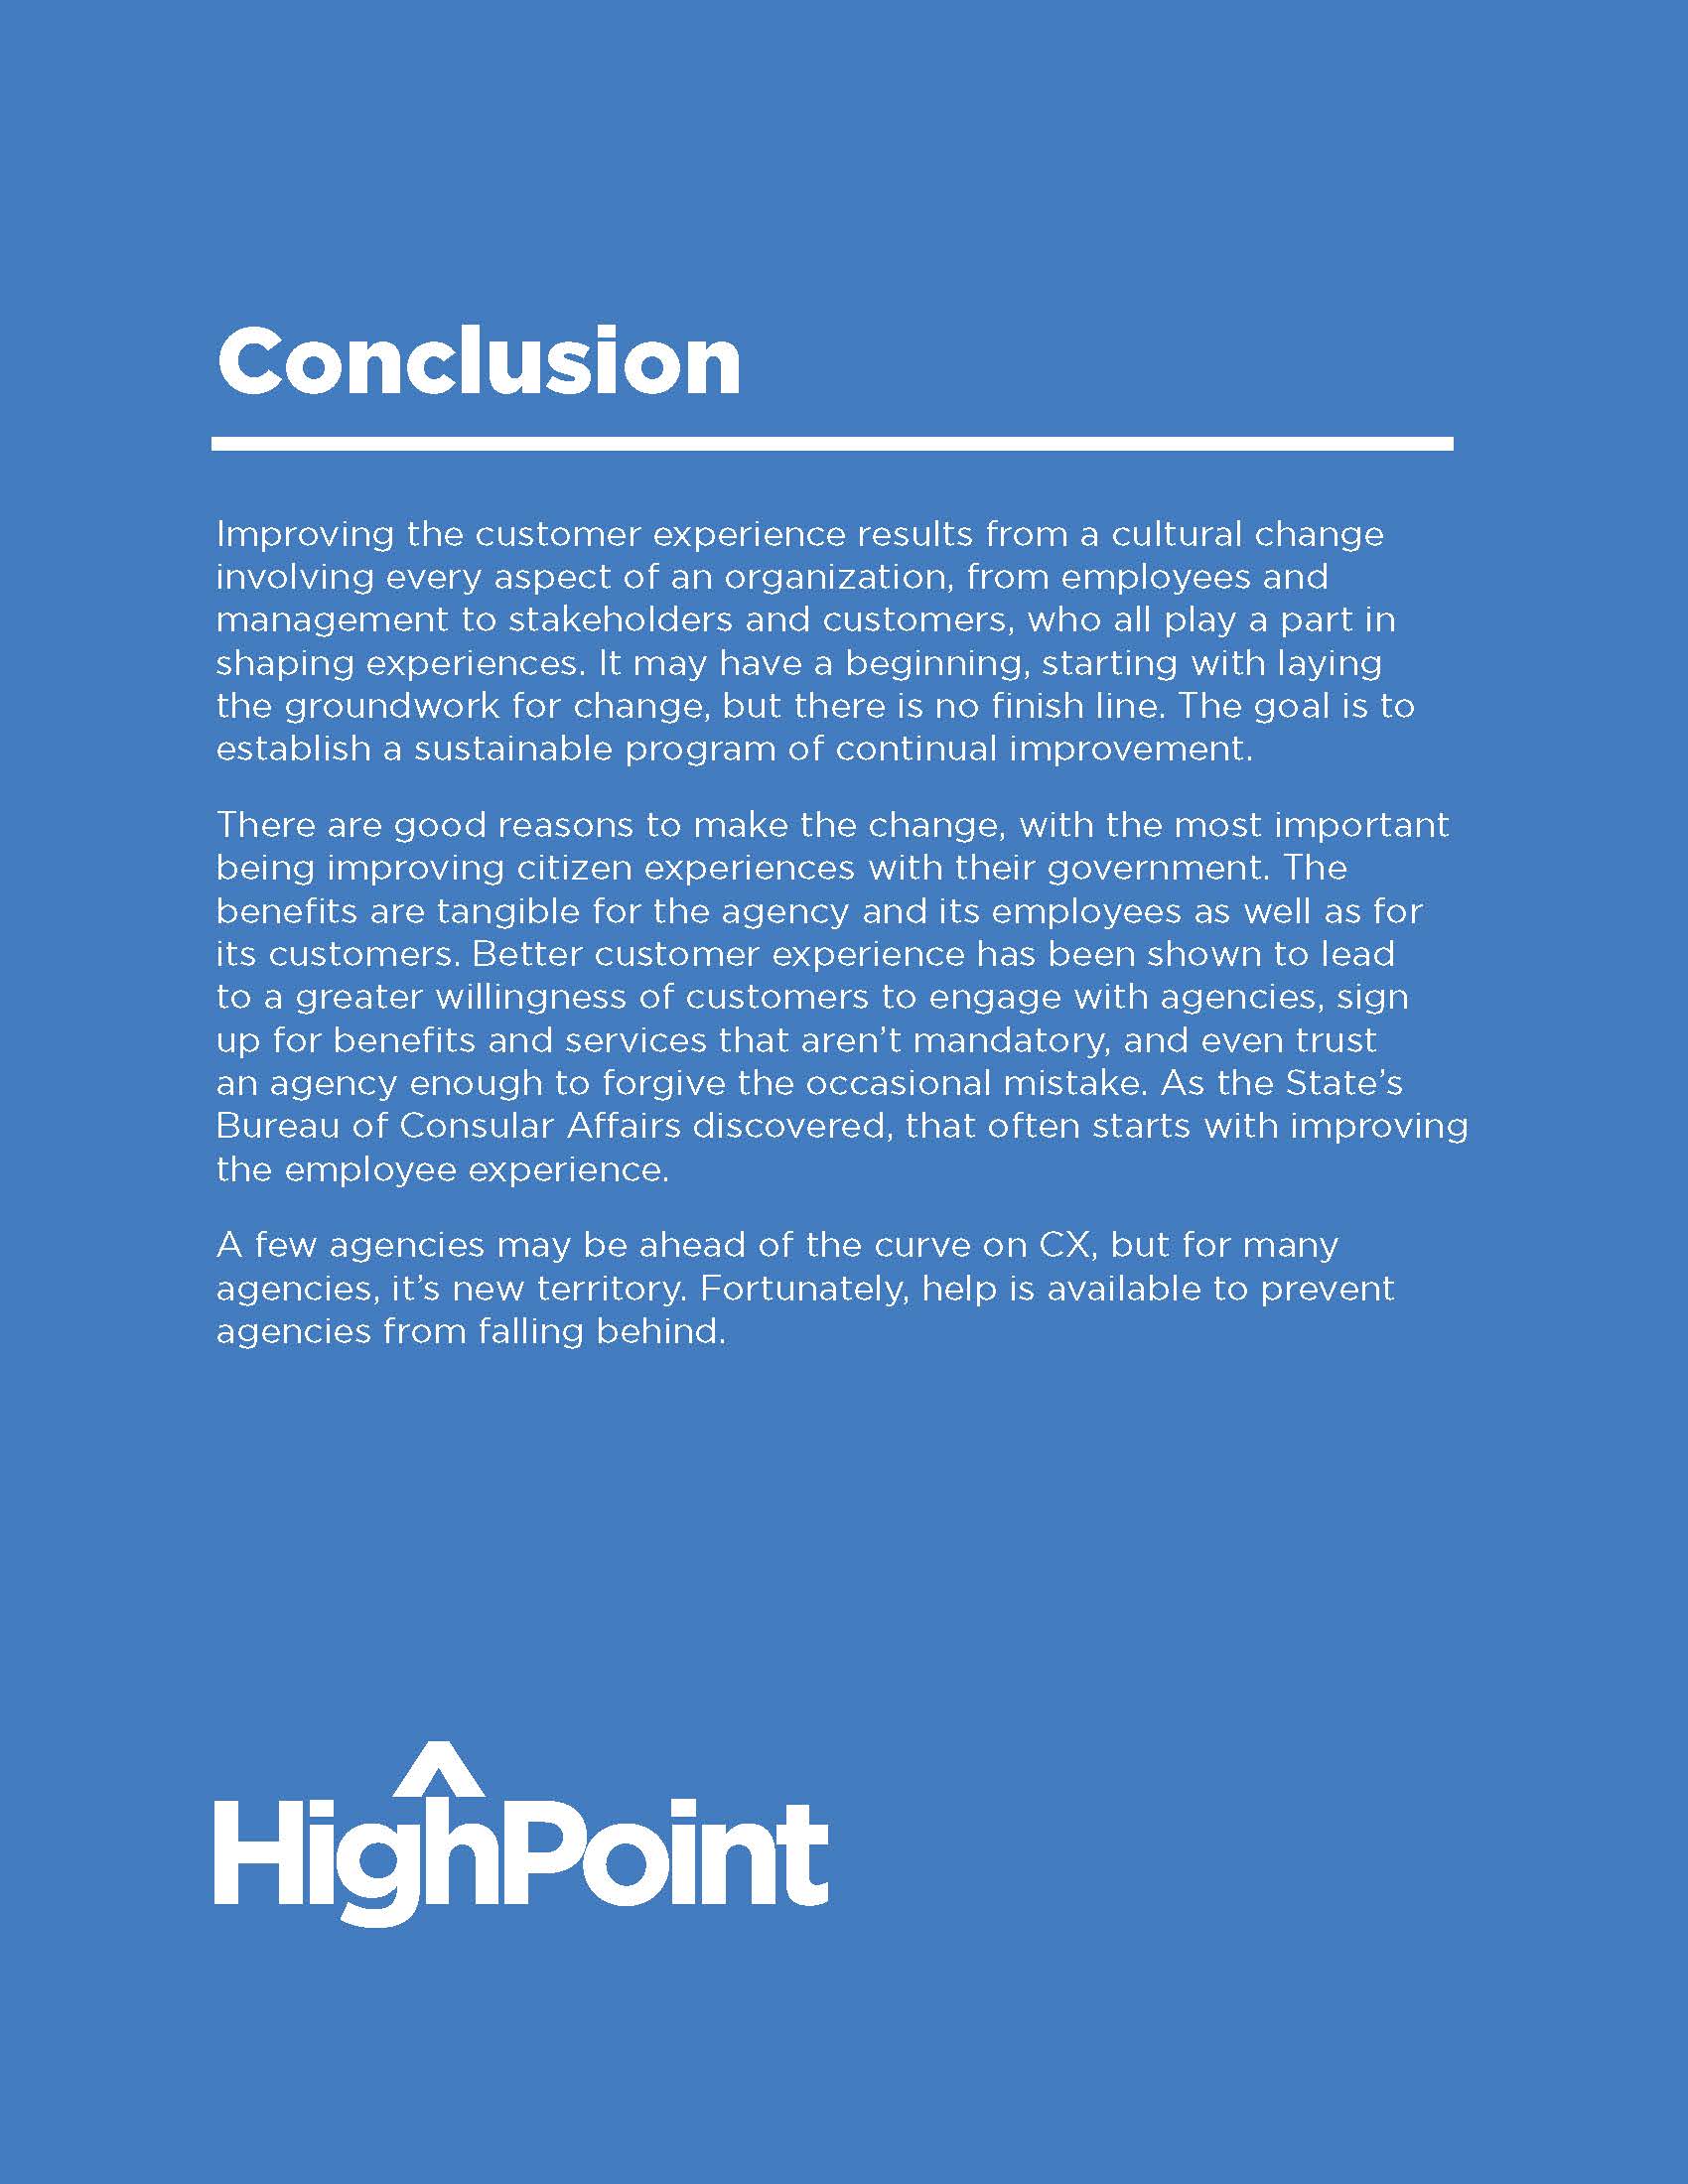 Conclusion
Improving the customer experience results from a cultural change
involving every aspect of an organization, from employees and
management to stakeholders and customers, who all play a part in
shaping experiences. It may have a beginning, starting with laying
the groundwork for change, but there is no finish line. The goal is to
establish a sustainable program of continual improvement.
There are good reasons to make the change, with the most important
being improving citizen experiences with their government. The
benefits are tangible for the agency and its employees as well as for
its customers. Better customer experience has been shown to lead
to a greater willingness of customers to engage with agencies, sign
up for benefits and services that aren’t mandatory, and even trust
an agency enough to forgive the occasional mistake. As the State’s
Bureau of Consular Affairs discovered, that often starts with improving
the employee experience.
A few agencies may be ahead of the curve on CX, but for many
agencies, it’s new territory. Fortunately, help is available to prevent
agencies from falling behind.
HighPoint